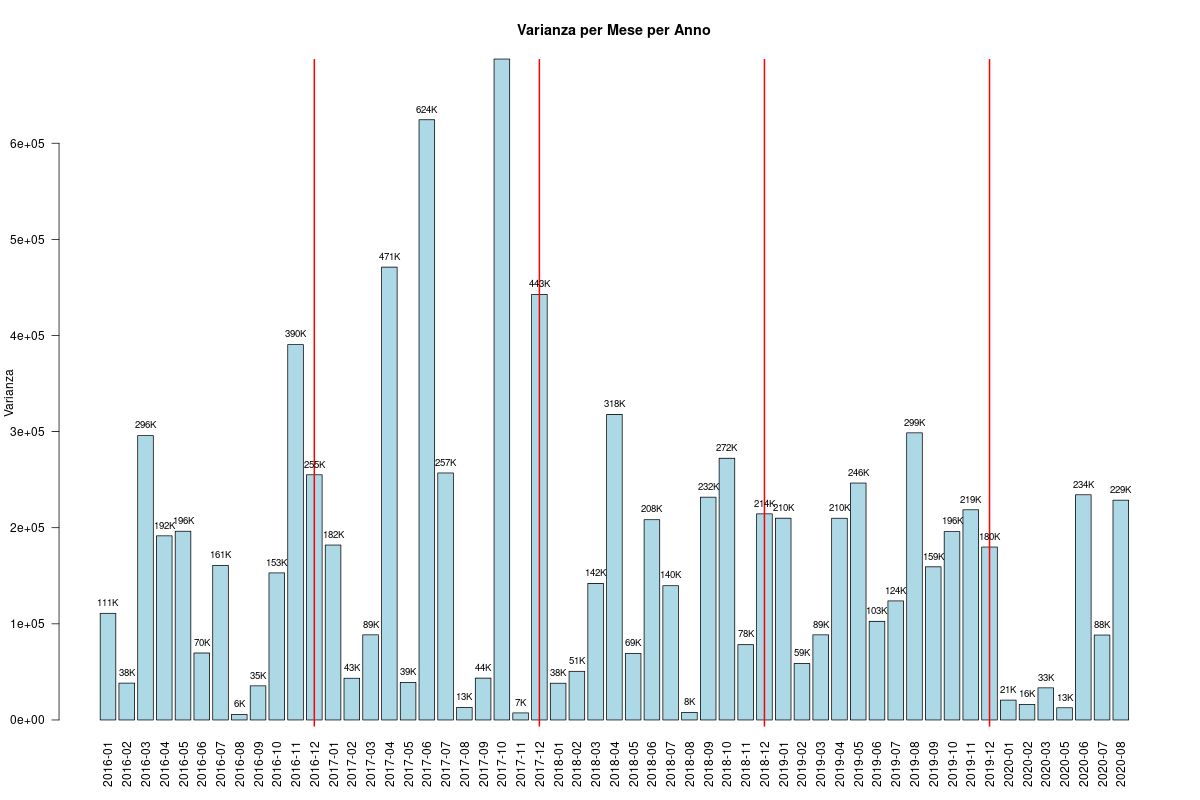 Varianza per Mese per Anno
Varianza
6e+05
5e+05
4e+05
3e+05
2e+05
1e+05
0e+00
111K
38K
296K
192K
196K
70K
161K
6K
35K
153K
390K
255K
182K
43K
89K
471K
39K
624K
257K
13K
44K
7K
443K
38K
51K
142K
318K
69K
208K
140K
8K
232K
272K
78K
214K
210K
59K
89K
210K
246K
103K
124K
299K
159K
196K
219K
180K
21K
16K
33K
13K
234K
88K
229K
2016-01
2016-02
2016-03
2016-04
2016-05
2016-06
2016-07
2016-08
2016-09
2016-10
2016-11
2016-12
2017-01
2017-02
2017-03
2017-04
2017-05
2017-06
2017-07
2017-08
2017-09
2017-10
2017-11
2017-12
2018-01
2018-02
2018-03
2018-04
2018-05
2018-06
2018-07
2018-08
2018-09
2018-10
2018-11
2018-12
2019-01
2019-02
2019-03
2019-04
2019-05
2019-06
2019-07
2019-08
2019-09
2019-10
2019-11
2019-12
2020-01
2020-02
2020-03
2020-05
2020-06
2020-07
2020-08